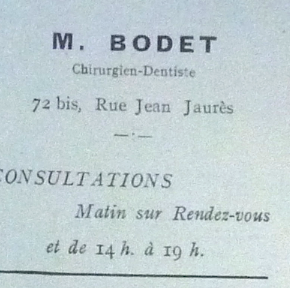 M. BODET
Chirurgien-Dentiste
72 bis, Rue Jean Jaurès
CONSULTATIONS
Matin sur Rendez-vous
et de 14 h. à 19 h.